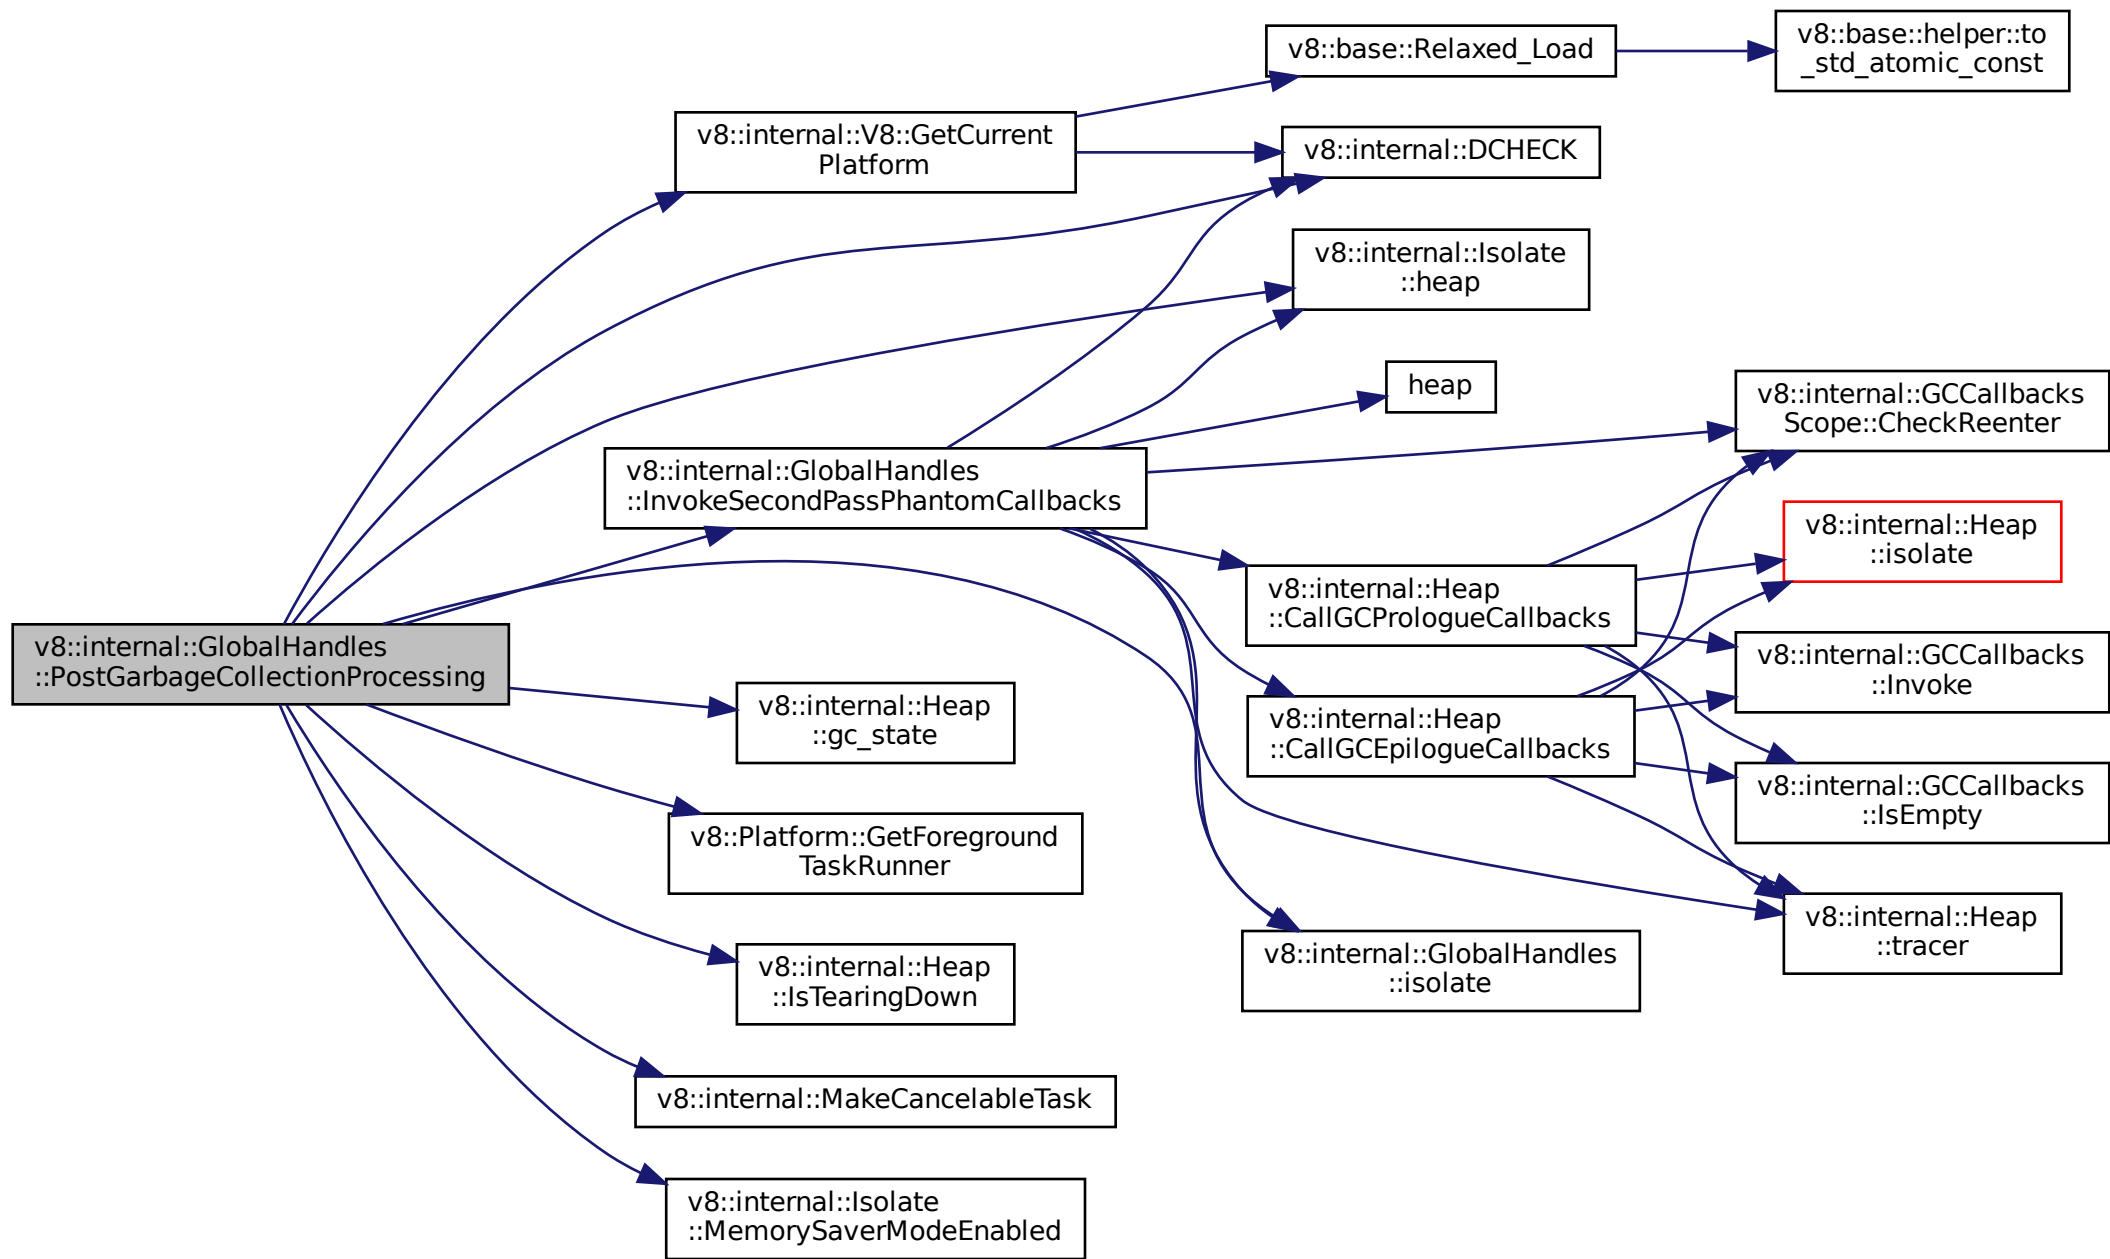 v8::base::Relaxed_Load
v8::base::helper::to
_std_atomic_const
v8::internal::V8::GetCurrent
Platform
v8::internal::DCHECK
v8::internal::Isolate
::heap
heap
v8::internal::GCCallbacks
Scope::CheckReenter
v8::internal::GlobalHandles
::InvokeSecondPassPhantomCallbacks
v8::internal::Heap
::isolate
v8::internal::Heap
::CallGCPrologueCallbacks
v8::internal::GlobalHandles
::PostGarbageCollectionProcessing
v8::internal::GCCallbacks
::Invoke
v8::internal::Heap
::gc_state
v8::internal::Heap
::CallGCEpilogueCallbacks
v8::internal::GCCallbacks
::IsEmpty
v8::Platform::GetForeground
TaskRunner
v8::internal::Heap
::tracer
v8::internal::Heap
::IsTearingDown
v8::internal::GlobalHandles
::isolate
v8::internal::MakeCancelableTask
v8::internal::Isolate
::MemorySaverModeEnabled